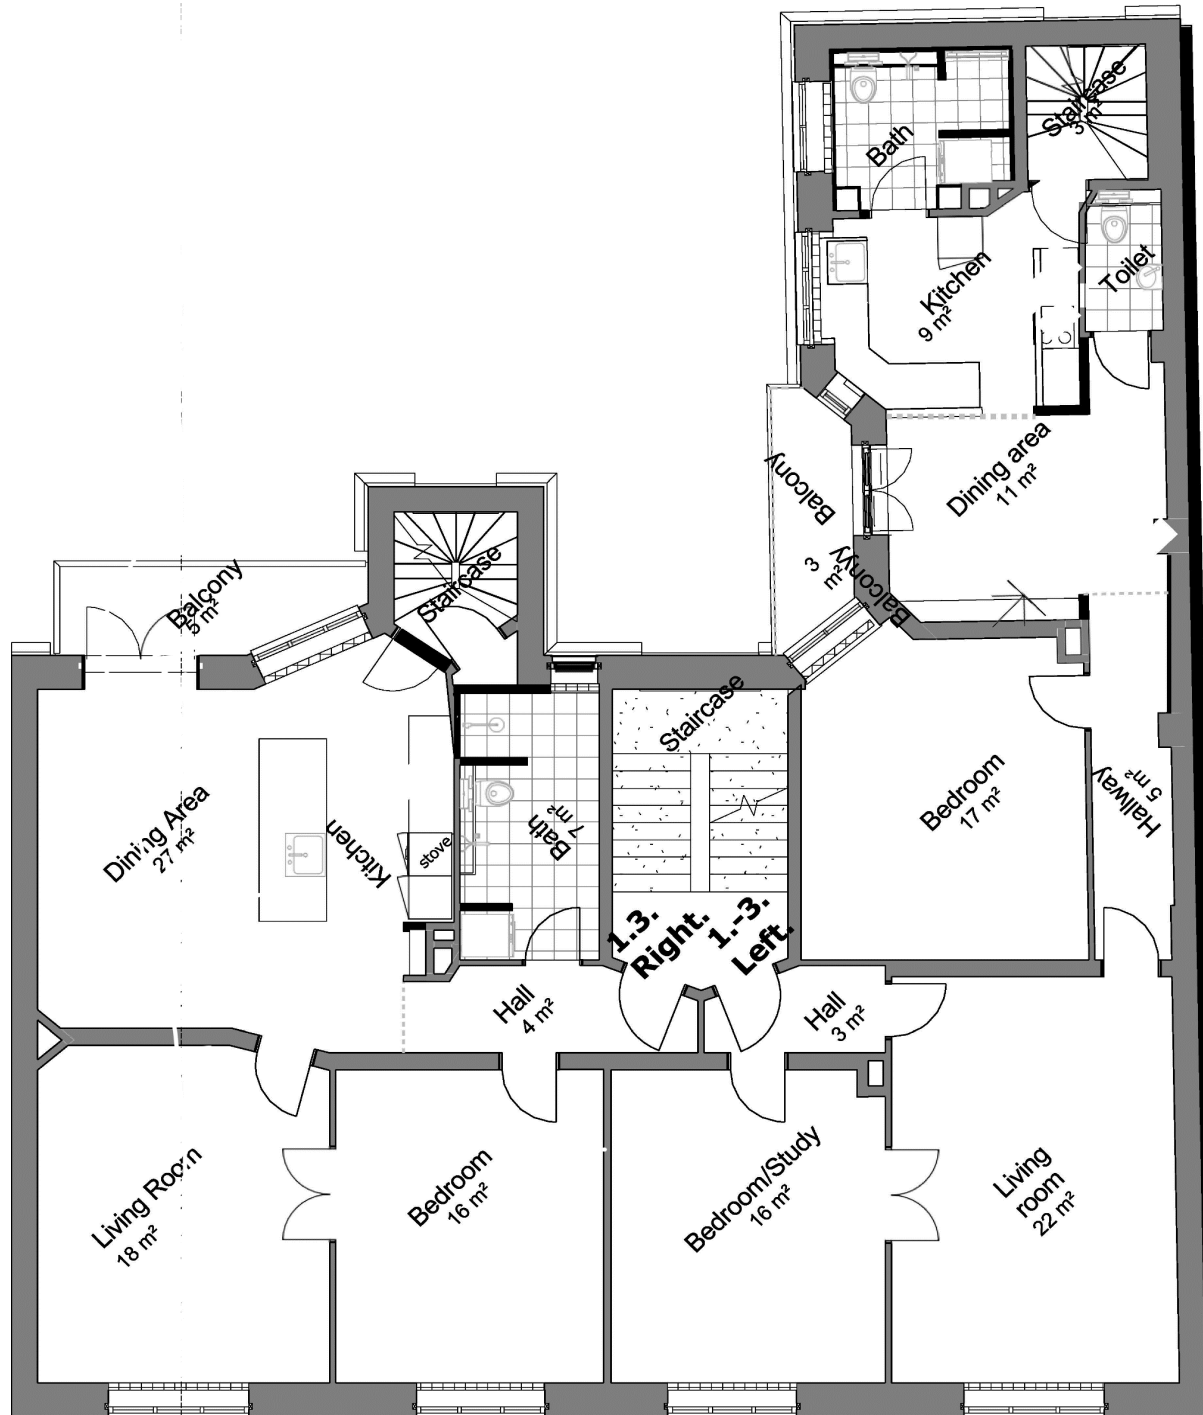 Staircase
3 m²
Bath
Toilet
Kitchen
9 m²
Dining area
11 m²
Balcony
3
m²
Balconyy
Staircase
Balcony
5 m²
Staircase
Bedroom
17 m²
Hallway
5 m²
Dining Area
27 m²
Kitchen
stove
Bath
7 m²
1.3.
Right.
1.-3.
Left.
Hall
4 m²
Hall
3 m²
Living Room
18 m²
Bedroom
16 m²
Bedroom/Study
16 m²
Living
room
22 m²